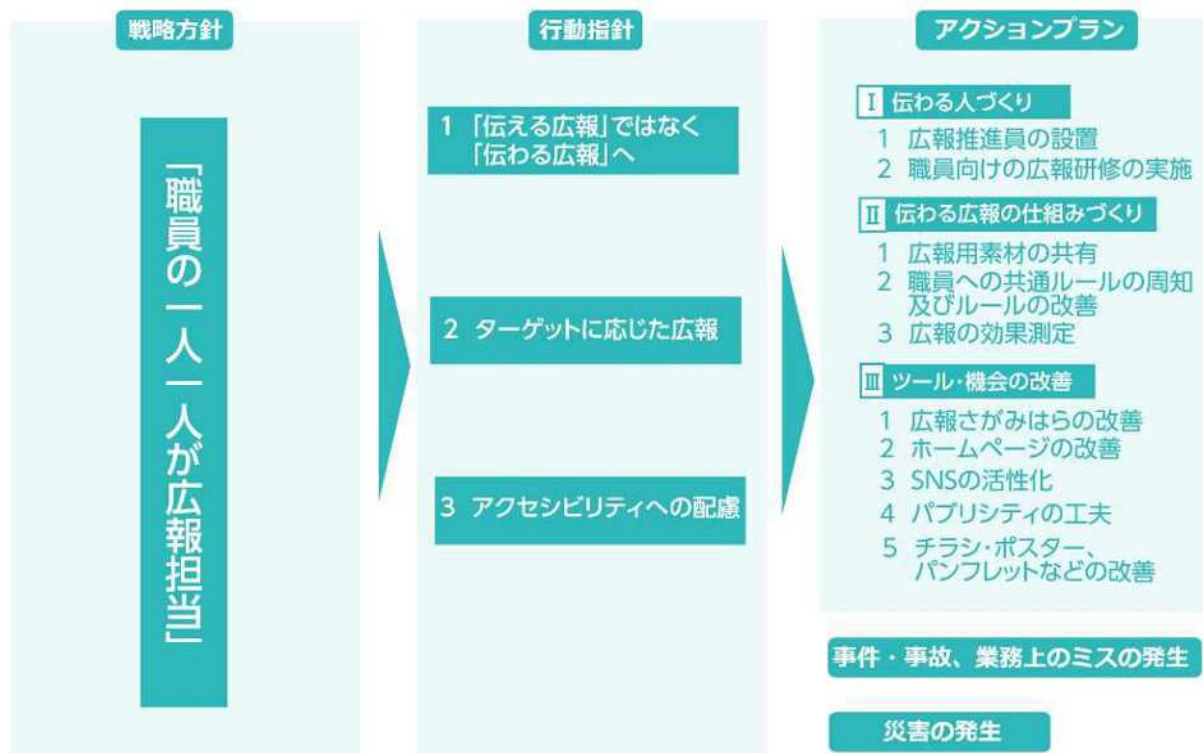 戦略方針
「職員の一人一人が広報担当」
行動指針
1 「伝える広報」ではなく
「伝わる広報」へ
2 ターゲットに応じた広報
3 アクセシビリティへの配慮
アクションプラン
Ⅰ 伝わる人づくり
1 広報推進員の設置
2 職員向けの広報研修の実施
Ⅱ 伝わる広報の仕組みづくり
1 広報用素材の共有
2 職員への共通ルールの周知
及びルールの改善
3 広報の効果測定
Ⅲ ツール・機会の改善
1 広報さがみはらの改善
2 ホームページの改善
3 SNSの活性化
4 パブリシティの工夫
5 チラシ・ポスター、
パンフレットなどの改善
事件・事故、業務上のミスの発生
災害の発生